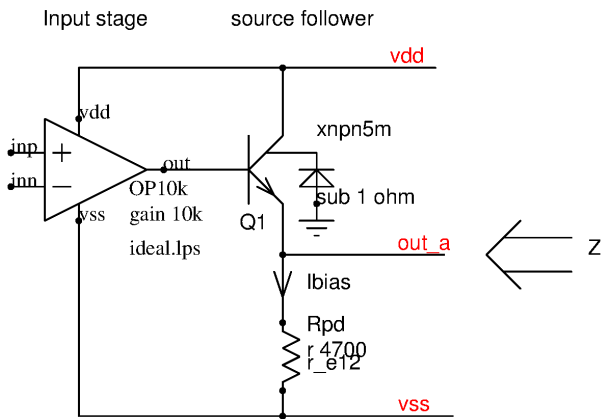 Input stage
source follower
vdd
vdd
xnpn5m
inp
+
out
inn
−
OP10k
sub 1 ohm
vss
gain 10k
Q1
ideal.lps
out_a
Z
Ibias
Rpd
r 4700
r_e12
vss